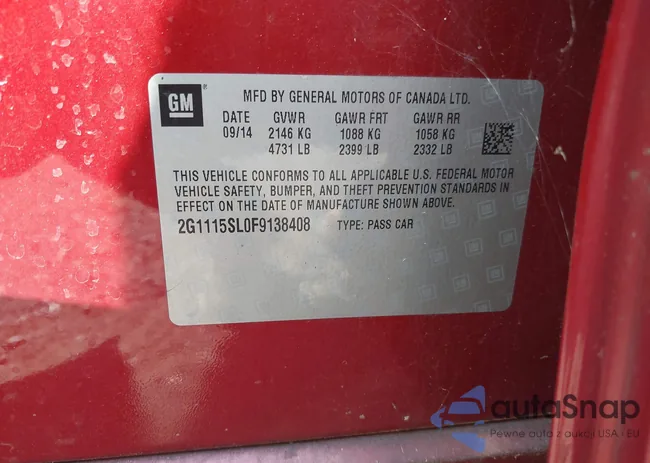 GM
MFD BY GENERAL MOTORS OF CANADA LTD.
DATE GVWR GAWR FRT GAWR RR
09/14 2146 KG 1088 KG 1058 KG
4731 LB 2399 LB 2332 LB
THIS VEHICLE CONFORMS TO ALL APPLICABLE U.S. FEDERAL MOTOR
VEHICLE SAFETY, BUMPER, AND THEFT PREVENTION STANDARDS IN
EFFECT ON THE DATE OF MANUFACTURE SHOWN ABOVE.
2G1115SL0F9138408 TYPE: PASS CAR
autoSnap
Pewne auta z aukcji USA i EU